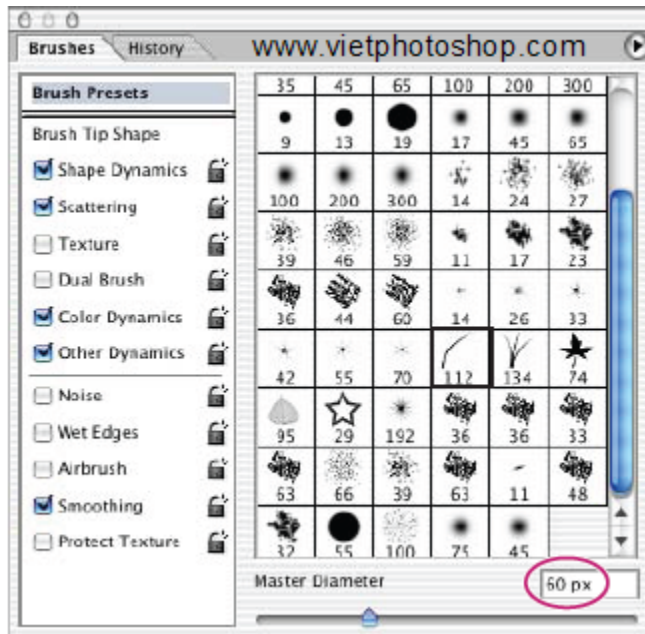 Brushes History www.vietphotoshop.com
Brush Presets
Brush Tip Shape
Shape Dynamics
Scattering
Texture
Dual Brush
Color Dynamics
Other Dynamics
Noise
Wet Edges
Airbrush
Smoothing
Protect Texture
35 45 65 100 200 300
9 13 19 17 45 65
100 200 300 14 24 27
39 46 59 11 17 23
36 44 60 14 26 33
42 55 70 112 134 74
95 29 192 36 36 33
63 66 39 63 11 48
32 55 100 75 45
Master Diameter 60 px